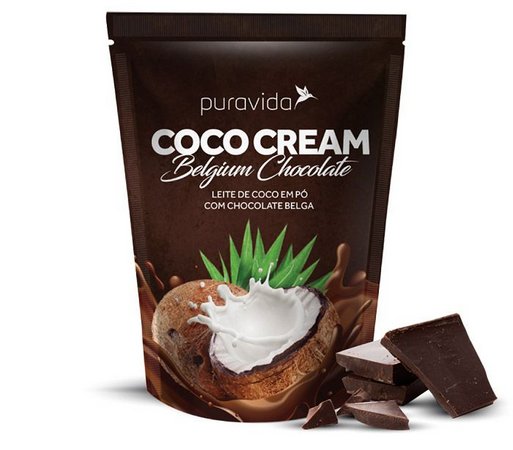 puravida
COCO CREAM
Belgium Chocolate
LEITE DE COCO EM PÓ
COM CHOCOLATE BELGA